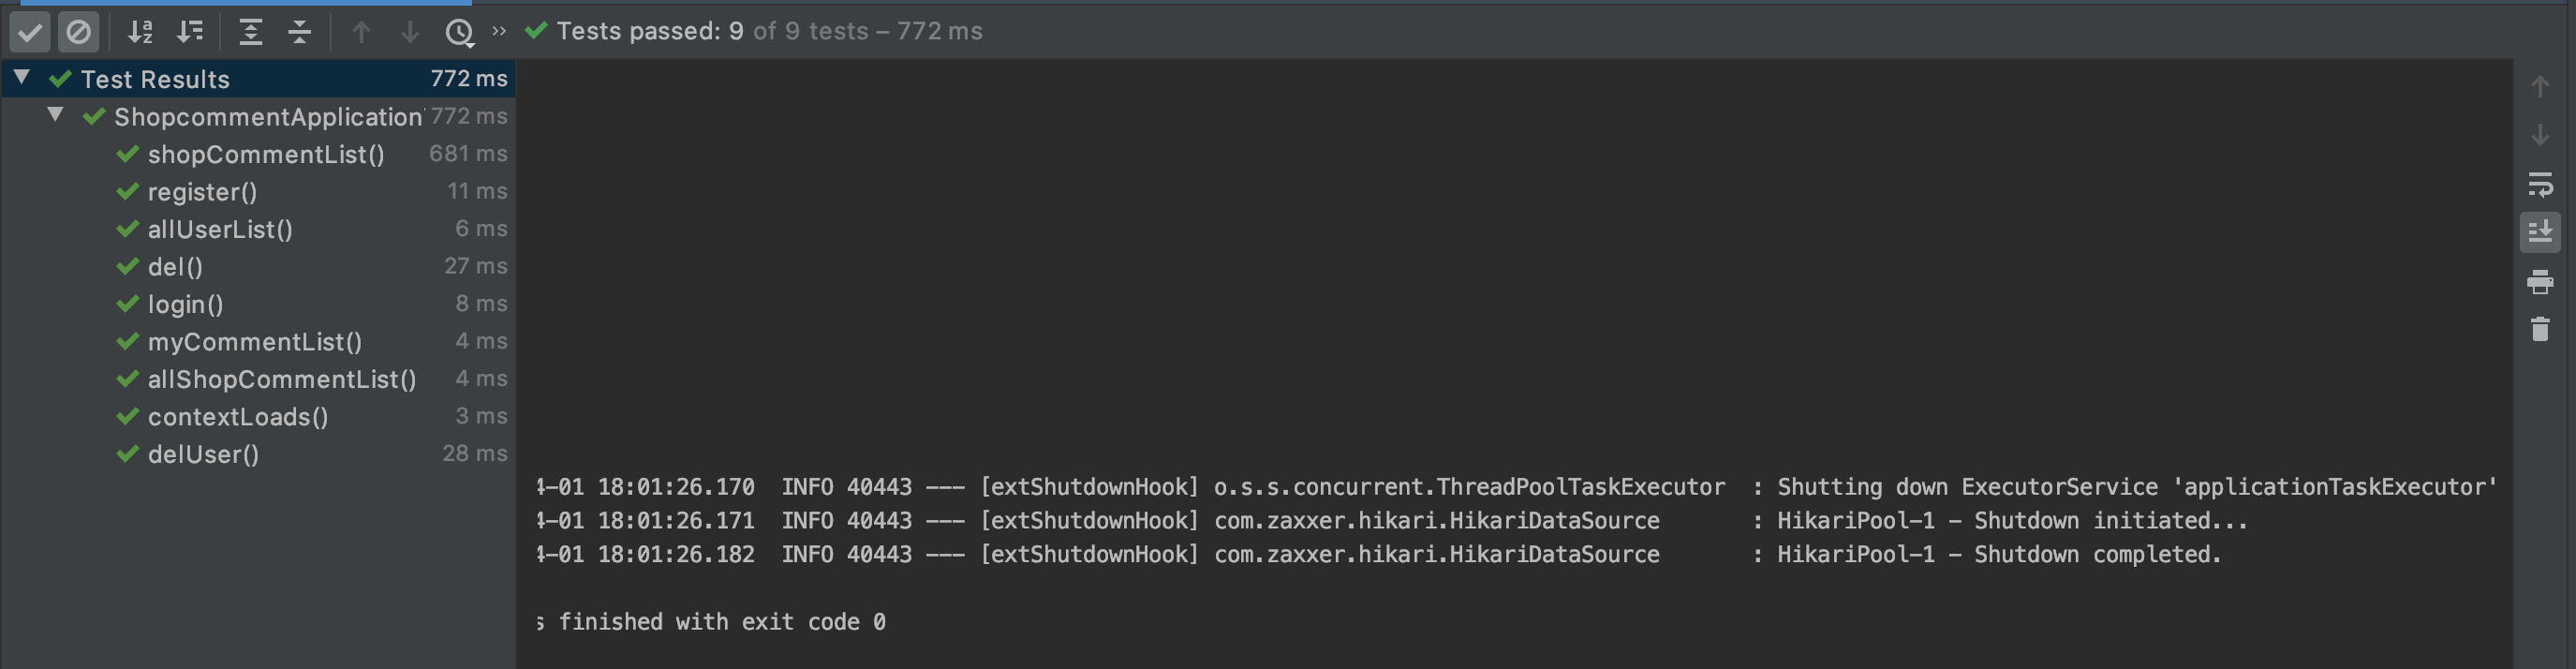 Tests passed: 9 of 9 tests – 772 ms
Test Results 772 ms
ShopcommentApplication 772 ms
shopCommentList() 681 ms
register() 11 ms
allUserList() 6 ms
del() 27 ms
login() 8 ms
myCommentList() 4 ms
allShopCommentList() 4 ms
contextLoads() 3 ms
delUser() 28 ms
4-01 18:01:26.170  INFO 40443 --- [extShutdownHook] o.s.s.concurrent.ThreadPoolTaskExecutor  : Shutting down ExecutorService 'applicationTaskExecutor'
4-01 18:01:26.171  INFO 40443 --- [extShutdownHook] com.zaxxer.hikari.HikariDataSource       : HikariPool-1 - Shutdown initiated...
4-01 18:01:26.182  INFO 40443 --- [extShutdownHook] com.zaxxer.hikari.HikariDataSource       : HikariPool-1 - Shutdown completed.
s finished with exit code 0